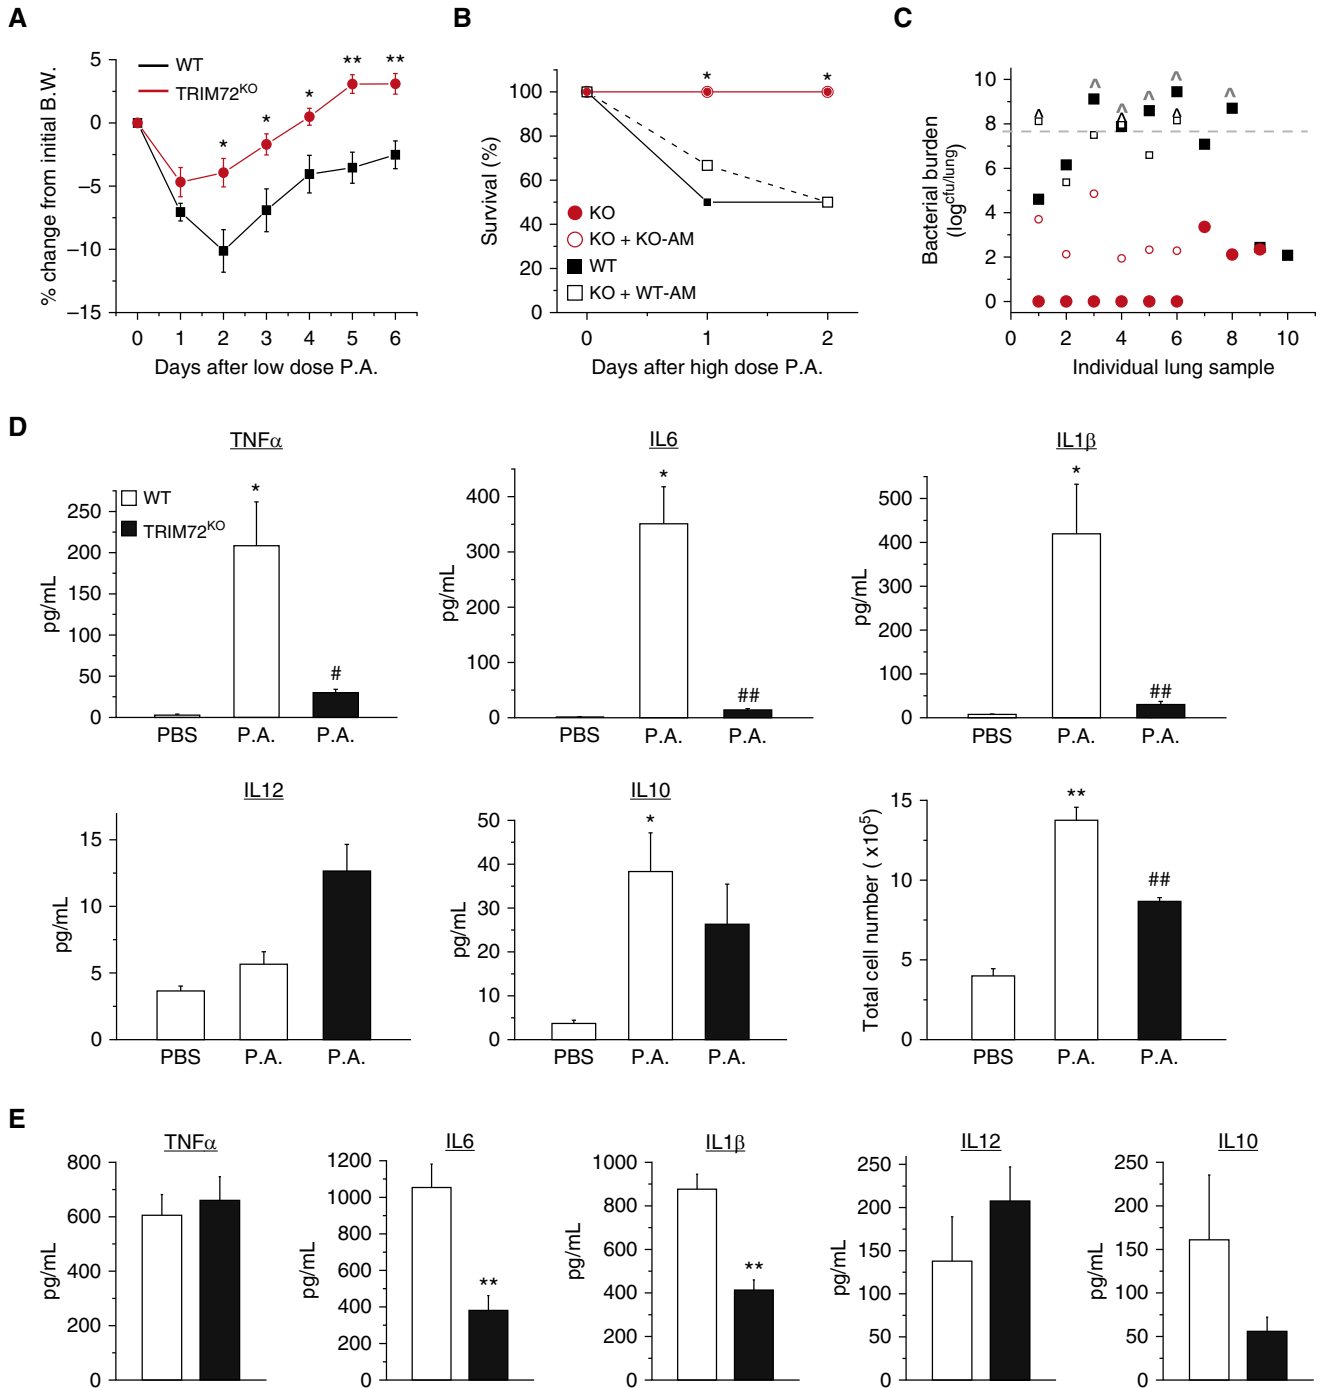 A
5
0
−5
−10
−15
% change from initial B.W.
WT
TRIM72KO
* * * ** **
0 1 2 3 4 5 6
Days after low dose P.A.
B
100
80
60
40
20
0
Survival (%)
* *
KO
KO + KO-AM
WT
KO + WT-AM
0 1 2
Days after high dose P.A.
C
10
8
6
4
2
0
Bacterial burden
(log cfu/lung)
^ ^ ^ ^ ^ ^ ^ ^
0 2 4 6 8 10
Individual lung sample
D
TNFα
WT
TRIM72KO
250
200
150
100
50
0
pg/mL
* #
PBS P.A. P.A.
IL6
400
300
200
100
0
pg/mL
* ##
PBS P.A. P.A.
IL1β
500
400
300
200
100
0
pg/mL
* ##
PBS P.A. P.A.
IL12
15
10
5
0
pg/mL
PBS P.A. P.A.
IL10
50
40
30
20
10
0
pg/mL
*
PBS P.A. P.A.
15
10
5
0
Total cell number ( x10⁵)
** ##
PBS P.A. P.A.
E
TNFα
800
600
400
200
0
pg/mL
IL6
1200
1000
800
600
400
200
0
pg/mL
**
IL1β
1000
800
600
400
200
0
pg/mL
**
IL12
250
200
150
100
50
0
pg/mL
IL10
250
200
150
100
50
0
pg/mL